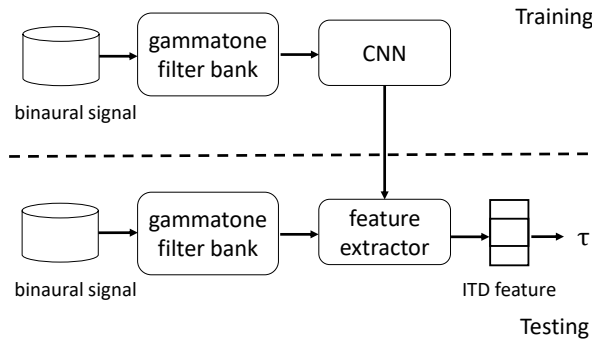 Training
gammatone
filter bank
CNN
binaural signal
gammatone
filter bank
feature
extractor
τ
binaural signal
ITD feature
Testing